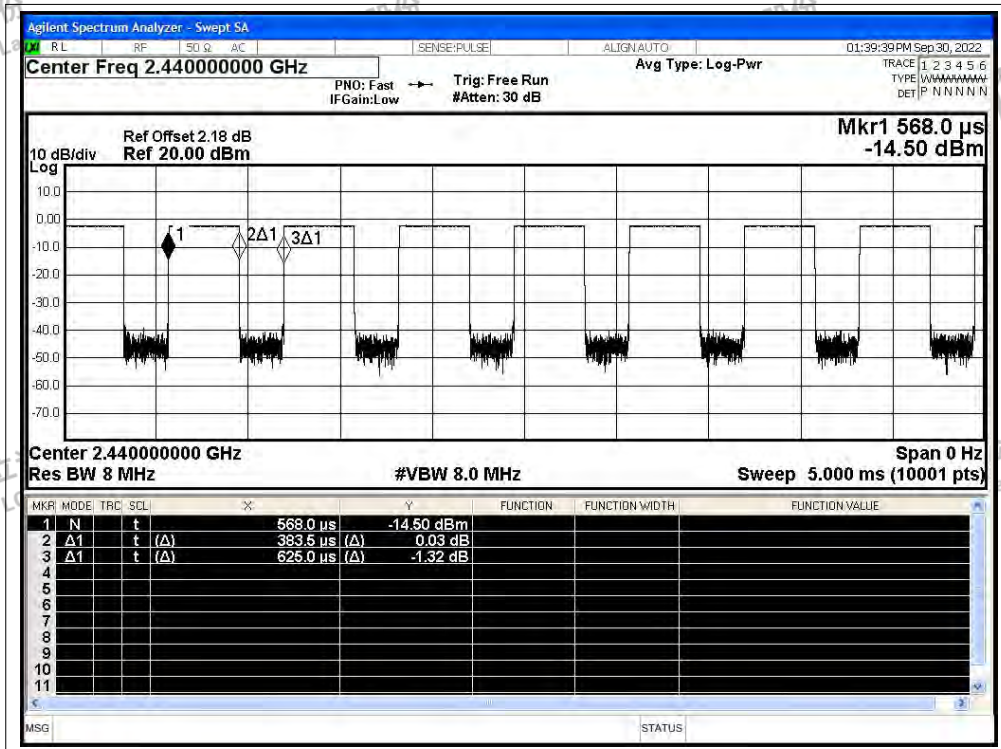 Agilent Spectrum Analyzer - Swept SA
RL RF 50 Ω AC SENSE:PULSE ALIGN AUTO 01:39:39 PM Sep 30, 2022
Center Freq 2.440000000 GHz Avg Type: Log-Pwr TRACE 1 2 3 4 5 6
PNO: Fast Trig: Free Run TYPE WWWWWW
IFGain:Low #Atten: 30 dB DET P N N N N N
Mkr1 568.0 µs
Ref Offset 2.18 dB
10 dB/div Ref 20.00 dBm -14.50 dBm
Log
10.0
0.00
1 2Δ1 3Δ1
-10.0
-20.0
-30.0
-40.0
-50.0
-60.0
-70.0
Center 2.440000000 GHz Span 0 Hz
Res BW 8 MHz #VBW 8.0 MHz Sweep 5.000 ms (10001 pts)
MKR MODE TRC SCL X Y FUNCTION FUNCTION WIDTH FUNCTION VALUE
1 N t 568.0 µs -14.50 dBm
2 Δ1 t (Δ) 383.5 µs (Δ) 0.03 dB
3 Δ1 t (Δ) 625.0 µs (Δ) -1.32 dB
4
5
6
7
8
9
10
11
MSG STATUS